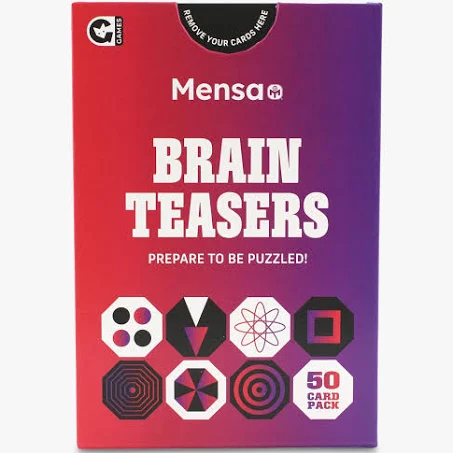 REMOVE YOUR CARDS HERE
GAMES
Mensa
BRAIN
TEASERS
PREPARE TO BE PUZZLED!
50
CARD
PACK